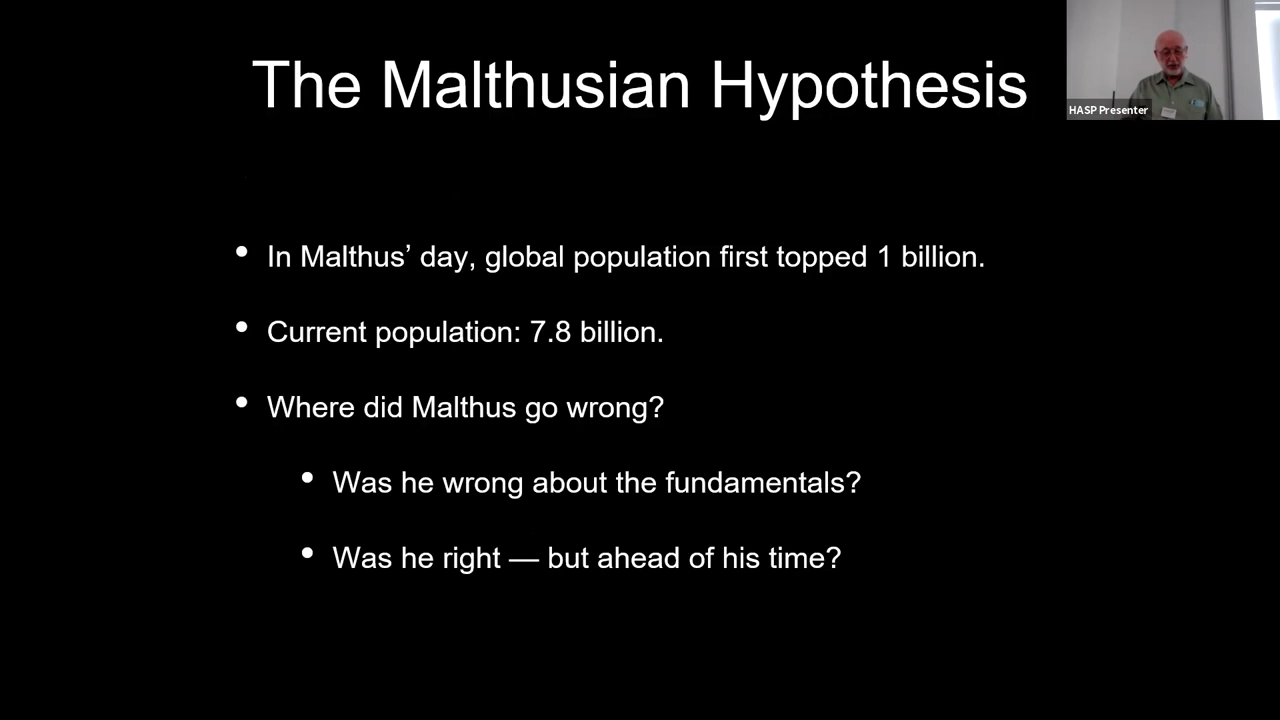 The Malthusian Hypothesis
HASP Presenter
• In Malthus’ day, global population first topped 1 billion.
• Current population: 7.8 billion.
• Where did Malthus go wrong?
• Was he wrong about the fundamentals?
• Was he right — but ahead of his time?